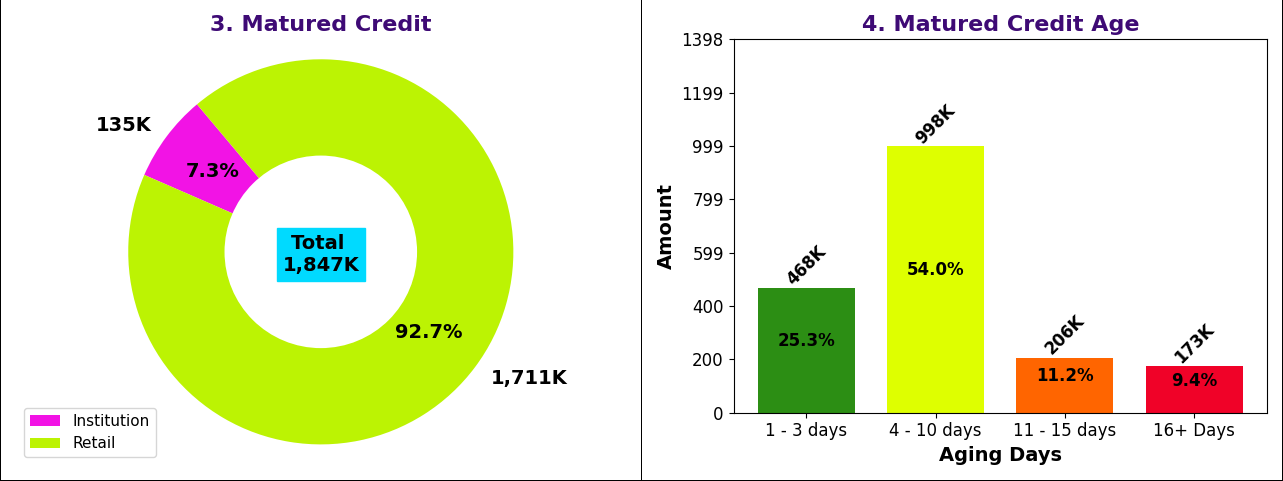 3. Matured Credit
135K
7.3%
Total
1,847K
92.7%
1,711K
Institution
Retail
4. Matured Credit Age
Amount
1398
1199
999
799
599
400
200
0
468K
998K
206K
173K
25.3%
54.0%
11.2%
9.4%
1 - 3 days
4 - 10 days
11 - 15 days
16+ Days
Aging Days